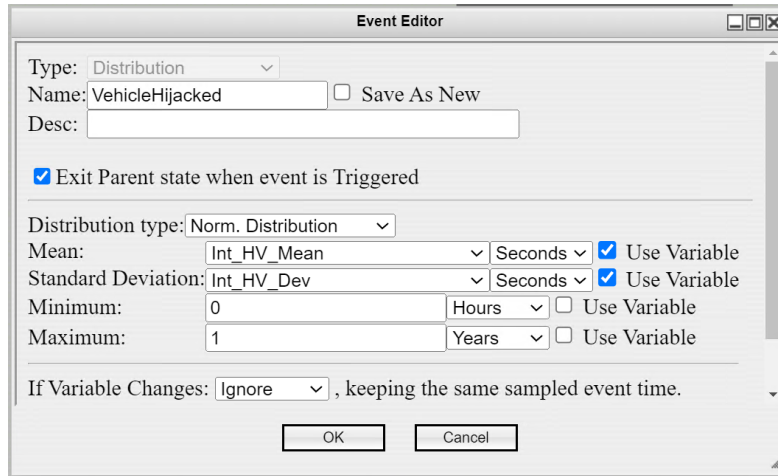 Event Editor
Type: Distribution
Name: VehicleHijacked Save As New
Desc:
Exit Parent state when event is Triggered
Distribution type: Norm. Distribution
Mean: Int_HV_Mean Seconds Use Variable
Standard Deviation: Int_HV_Dev Seconds Use Variable
Minimum: 0 Hours Use Variable
Maximum: 1 Years Use Variable
If Variable Changes: Ignore , keeping the same sampled event time.
OK Cancel